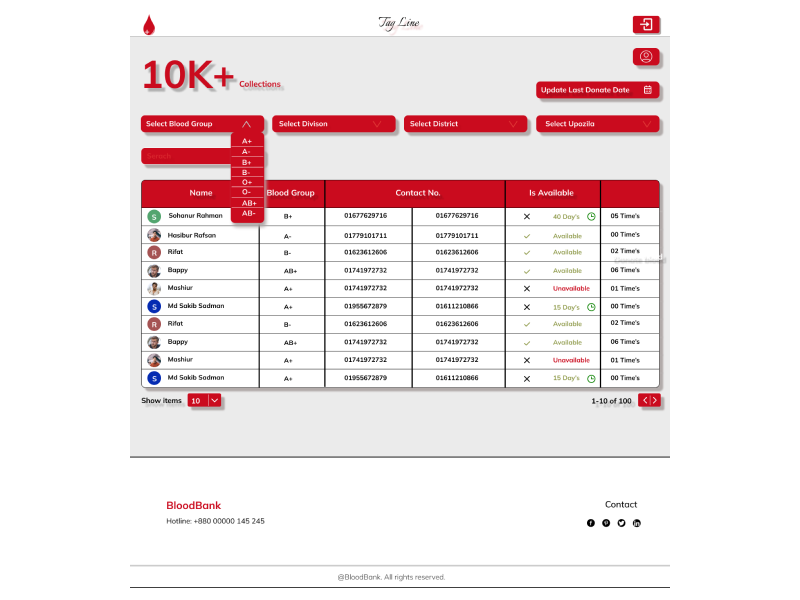 Tag Line
10K+ Collections
Update Last Donate Date
Select Blood Group
Select Divison
Select District
Select Upazila
Search
A+
A-
B+
B-
O+
O-
AB+
AB-
Name Blood Group Contact No. Is Available
S Sohanur Rahman B+ 01677629716 01677629716 40 Day's 05 Time's
Hasibur Rafsan A- 01779101711 01779101711 Available 00 Time's
R Rifat B- 01623612606 01623612606 Available 02 Time's
Donate blood
Bappy AB+ 01741972732 01741972732 Available 06 Time's
Mashiur A+ 01741972732 01741972732 Unavailable 01 Time's
S Md Sakib Sadman A+ 01955672879 01611210866 15 Day's 00 Time's
R Rifat B- 01623612606 01623612606 Available 02 Time's
Bappy AB+ 01741972732 01741972732 Available 06 Time's
Mashiur A+ 01741972732 01741972732 Unavailable 01 Time's
S Md Sakib Sadman A+ 01955672879 01611210866 15 Day's 00 Time's
Show items 10
1-10 of 100
BloodBank
Hotline: +880 00000 145 245
Contact
@BloodBank. All rights reserved.